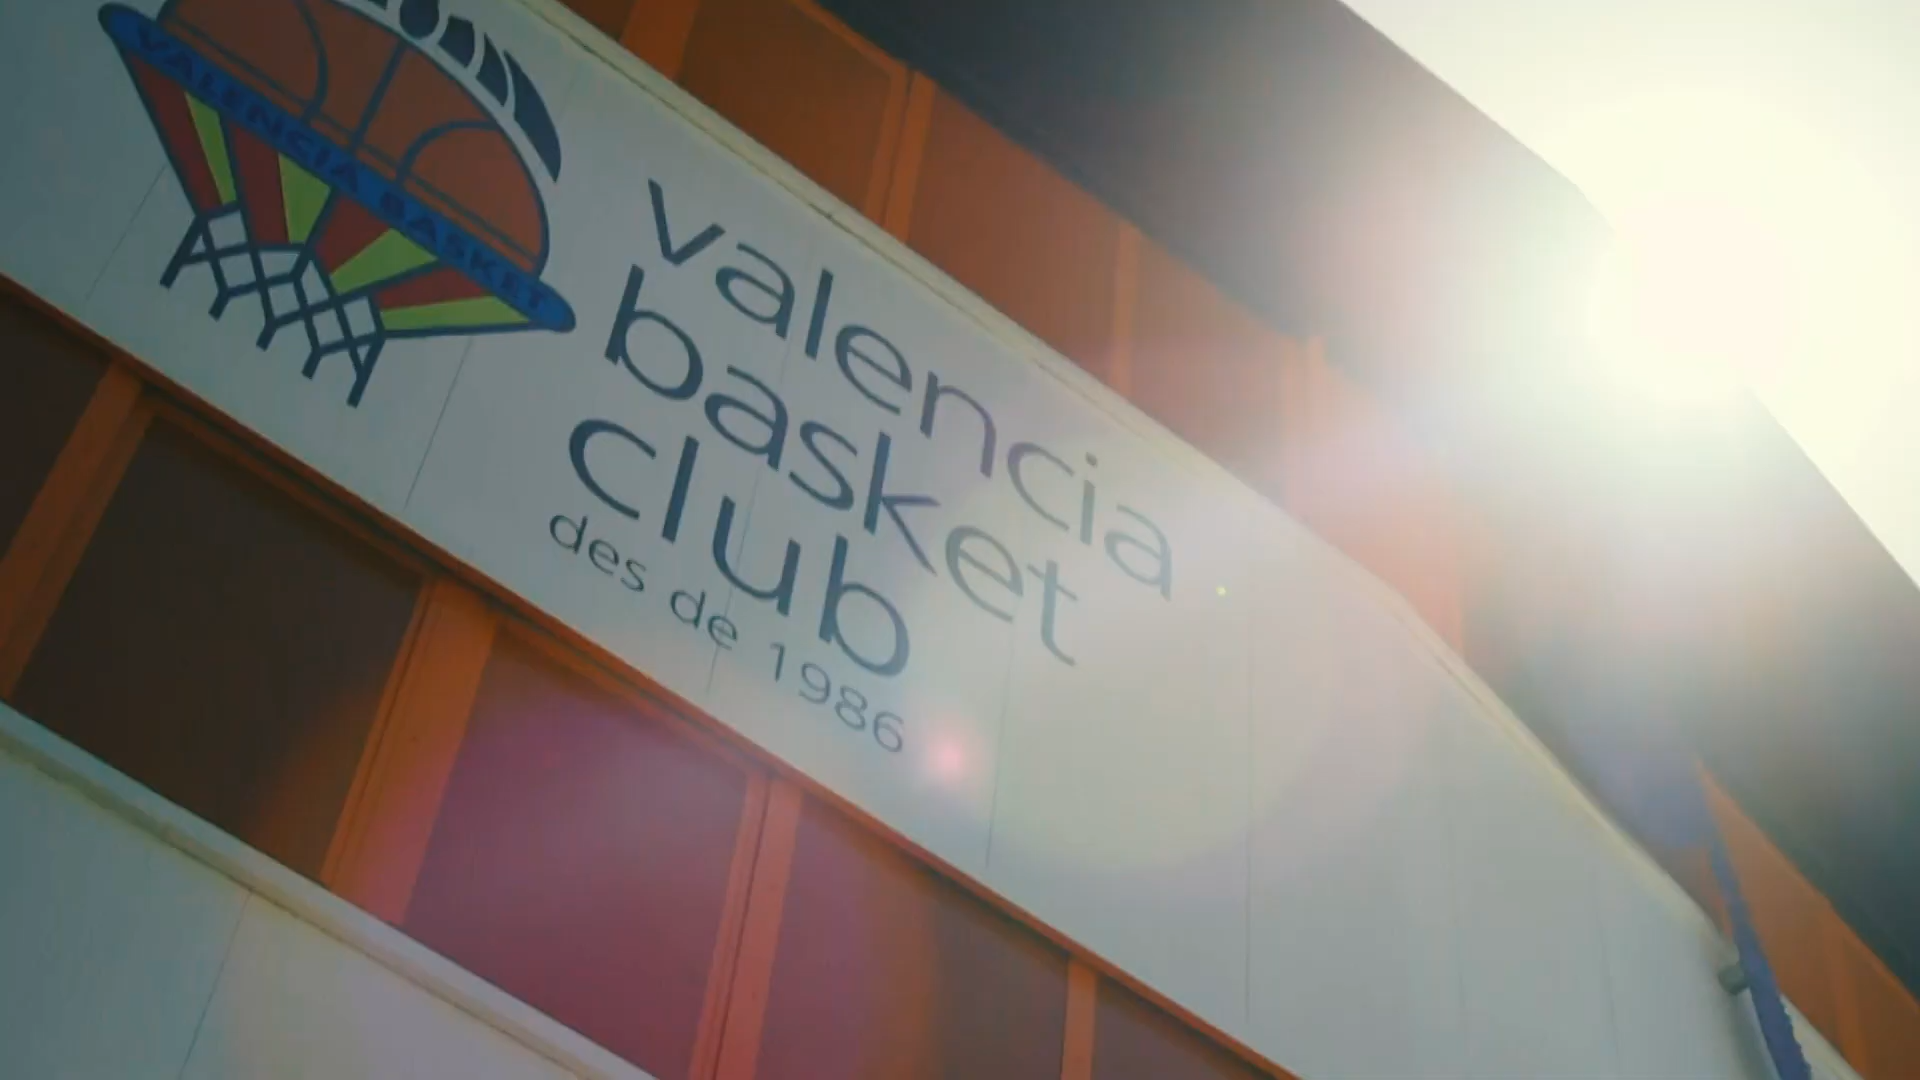 VALENCIA BASKET
valencia
basket
club
des de 1986